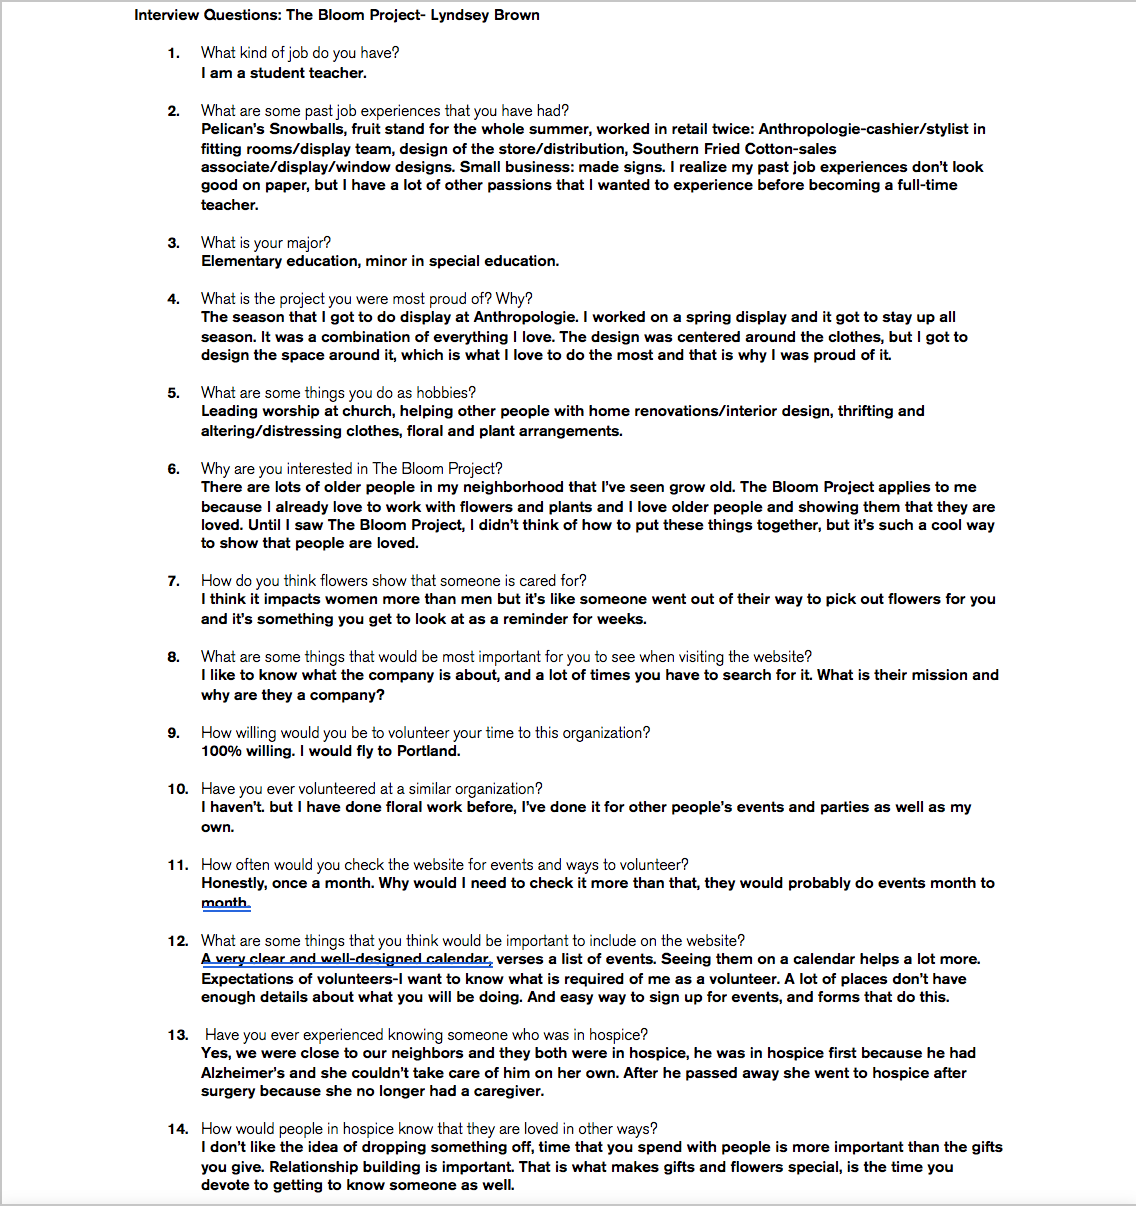 Interview Questions: The Bloom Project- Lyndsey Brown
1. What kind of job do you have?
I am a student teacher.
2. What are some past job experiences that you have had?
Pelican's Snowballs, fruit stand for the whole summer, worked in retail twice: Anthropologie-cashier/stylist in
fitting rooms/display team, design of the store/distribution, Southern Fried Cotton-sales
associate/display/window designs. Small business: made signs. I realize my past job experiences don't look
good on paper, but I have a lot of other passions that I wanted to experience before becoming a full-time
teacher.
3. What is your major?
Elementary education, minor in special education.
4. What is the project you were most proud of? Why?
The season that I got to do display at Anthropologie. I worked on a spring display and it got to stay up all
season. It was a combination of everything I love. The design was centered around the clothes, but I got to
design the space around it, which is what I love to do the most and that is why I was proud of it.
5. What are some things you do as hobbies?
Leading worship at church, helping other people with home renovations/interior design, thrifting and
altering/distressing clothes, floral and plant arrangements.
6. Why are you interested in The Bloom Project?
There are lots of older people in my neighborhood that I've seen grow old. The Bloom Project applies to me
because I already love to work with flowers and plants and I love older people and showing them that they are
loved. Until I saw The Bloom Project, I didn't think of how to put these things together, but it's such a cool way
to show that people are loved.
7. How do you think flowers show that someone is cared for?
I think it impacts women more than men but it's like someone went out of their way to pick out flowers for you
and it's something you get to look at as a reminder for weeks.
8. What are some things that would be most important for you to see when visiting the website?
I like to know what the company is about, and a lot of times you have to search for it. What is their mission and
why are they a company?
9. How willing would you be to volunteer your time to this organization?
100% willing. I would fly to Portland.
10. Have you ever volunteered at a similar organization?
I haven't. but I have done floral work before, I've done it for other people's events and parties as well as my
own.
11. How often would you check the website for events and ways to volunteer?
Honestly, once a month. Why would I need to check it more than that, they would probably do events month to
month.
12. What are some things that you think would be important to include on the website?
A very clear and well-designed calendar, verses a list of events. Seeing them on a calendar helps a lot more.
Expectations of volunteers-I want to know what is required of me as a volunteer. A lot of places don't have
enough details about what you will be doing. And easy way to sign up for events, and forms that do this.
13. Have you ever experienced knowing someone who was in hospice?
Yes, we were close to our neighbors and they both were in hospice, he was in hospice first because he had
Alzheimer's and she couldn't take care of him on her own. After he passed away she went to hospice after
surgery because she no longer had a caregiver.
14. How would people in hospice know that they are loved in other ways?
I don't like the idea of dropping something off, time that you spend with people is more important than the gifts
you give. Relationship building is important. That is what makes gifts and flowers special, is the time you
devote to getting to know someone as well.